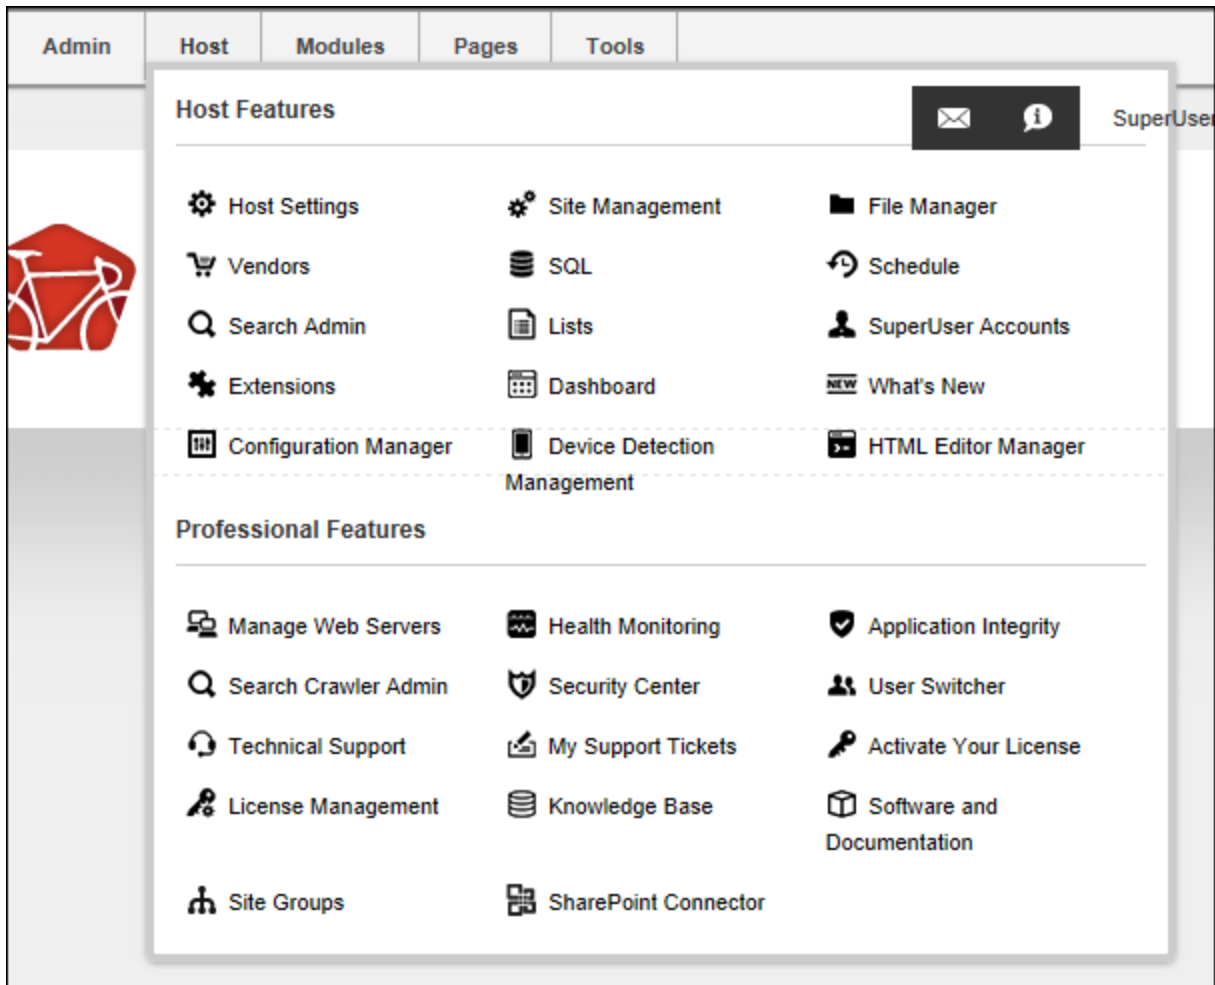 Admin Host Modules Pages Tools
Host Features
SuperUser
Host Settings Site Management File Manager
Vendors SQL Schedule
Search Admin Lists SuperUser Accounts
Extensions Dashboard NEW What's New
Configuration Manager Device Detection HTML Editor Manager
Management
Professional Features
Manage Web Servers Health Monitoring Application Integrity
Search Crawler Admin Security Center User Switcher
Technical Support My Support Tickets Activate Your License
License Management Knowledge Base Software and
Documentation
Site Groups SharePoint Connector